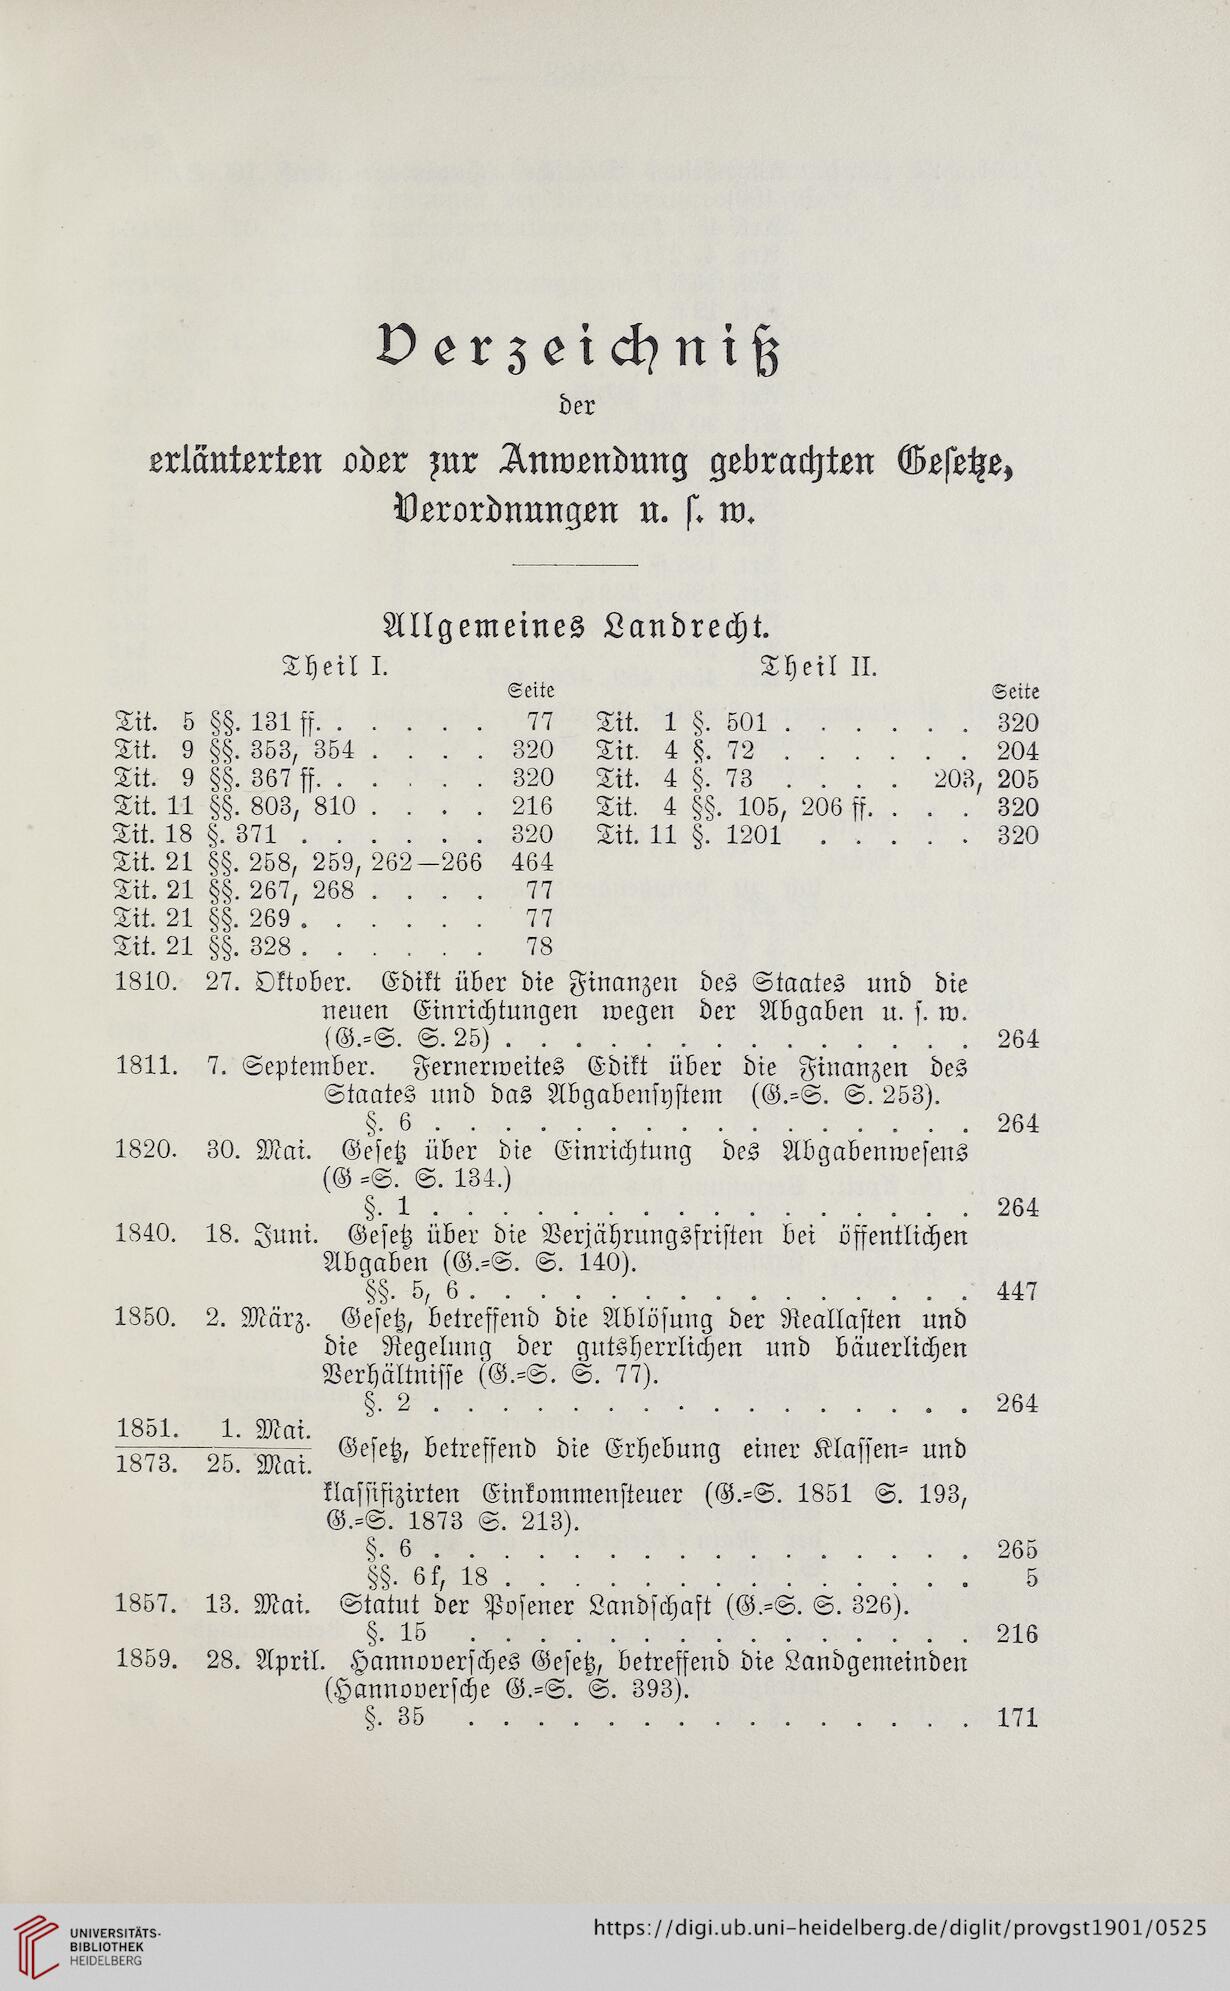 Verzeichniß
der
erläuterten oder zur Anwendung gebrachten Gesetze,
Verordnungen u. s. w.
Allgemeines Landrecht.
Theil I.
Seite
Tit. 5 §§. 131 ff. . . . . . 77
Tit. 9 §§. 353, 354 . . . . 320
Tit. 9 §§. 367 ff. . . . . . 320
Tit. 11 §§. 803, 810 . . . . 216
Tit. 18 §. 371 . . . . . . 320
Tit. 21 §§. 258, 259, 262—266 464
Tit. 21 §§. 267, 268 . . . . 77
Tit. 21 §§. 269 . . . . . . 77
Tit. 21 §§. 328 . . . . . . 78
Theil II.
Seite
Tit. 1 §. 501 . . . . . . 320
Tit. 4 §. 72 . . . . . . 204
Tit. 4 §. 73 . . . . 203, 205
Tit. 4 §§. 105, 206 ff. . . . 320
Tit. 11 §. 1201 . . . . . 320
1810. 27. Oktober. Edikt über die Finanzen des Staates und die
neuen Einrichtungen wegen der Abgaben u. s. w.
(G.=S. S. 25) . . . . . . . . . . . . . . 264
1811. 7. September. Fernerweites Edikt über die Finanzen des
Staates und das Abgabensystem (G.=S. S. 253).
§. 6 . . . . . . . . . . . . . . . . 264
1820. 30. Mai. Gesetz über die Einrichtung des Abgabenwesens
(G =S. S. 134.)
§. 1 . . . . . . . . . . . . . . . . 264
1840. 18. Juni. Gesetz über die Verjährungsfristen bei öffentlichen
Abgaben (G.=S. S. 140).
§§. 5, 6 . . . . . . . . . . . . . . . 447
1850. 2. März. Gesetz, betreffend die Ablösung der Reallasten und
die Regelung der gutsherrlichen und bäuerlichen
Verhältnisse (G.=S. S. 77).
§. 2 . . . . . . . . . . . . . . . . 264
1851. 1. Mai.
1873. 25. Mai.
Gesetz, betreffend die Erhebung einer Klassen= und
klassifizirten Einkommensteuer (G.=S. 1851 S. 193,
G.=S. 1873 S. 213).
§. 6 . . . . . . . . . . . . . . . . 265
§§. 6f, 18 . . . . . . . . . . . . . . 5
1857. 13. Mai. Statut der Posener Landschaft (G.=S. S. 326).
§. 15 . . . . . . . . . . . . . . . 216
1859. 28. April. Hannoversches Gesetz, betreffend die Landgemeinden
(Hannoversche G.=S. S. 393).
§. 35 . . . . . . . . . . . . . . . 171
UNIVERSITÄTS-
BIBLIOTHEK
HEIDELBERG
https://digi.ub.uni-heidelberg.de/diglit/provgst1901/0525